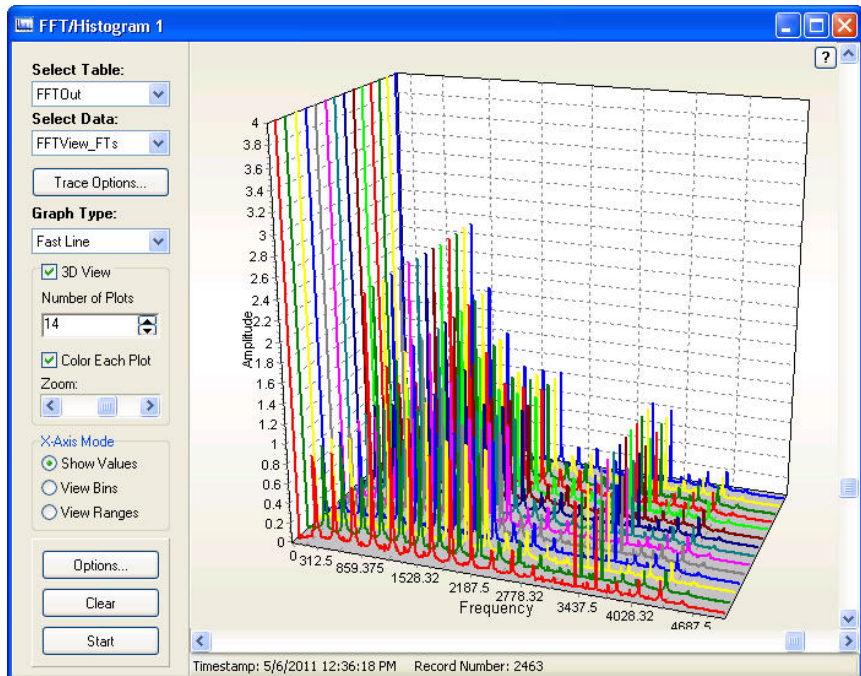 FFT/Histogram 1
Select Table:
FFTOut
Select Data:
FFTView_FTs
Trace Options...
Graph Type:
Fast Line
3D View
Number of Plots
14
Color Each Plot
Zoom:
X-Axis Mode
Show Values
View Bins
View Ranges
Options...
Clear
Start
?
4
3.8
3.6
3.4
3.2
3
2.8
2.6
2.4
2.2
2
1.8
1.6
1.4
1.2
1
0.8
0.6
0.4
0.2
0
Amplitude
0
312.5
859.375
1528.32
2187.5
2778.32
3437.5
4028.32
4687.5
Frequency
Timestamp: 5/6/2011 12:36:18 PM Record Number: 2463